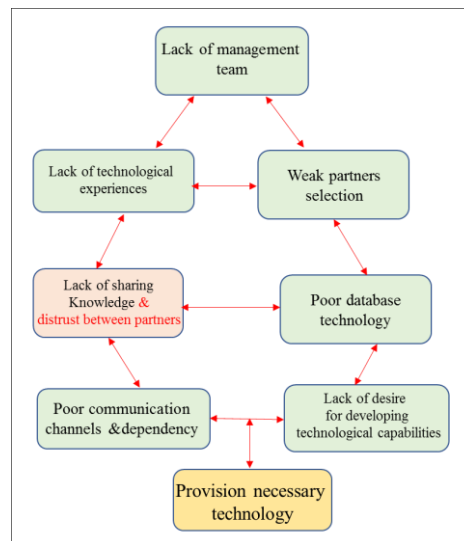 Lack of management
team
Lack of technological
experiences
Weak partners
selection
Lack of sharing
Knowledge &
distrust between partners
Poor database
technology
Poor communication
channels &dependency
Lack of desire
for developing
technological capabilities
Provision necessary
technology